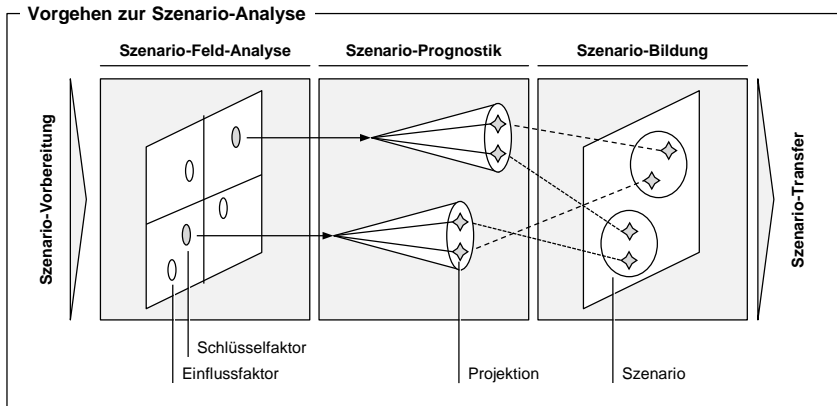 Vorgehen zur Szenario-Analyse
Szenario-Feld-Analyse
Szenario-Prognostik
Szenario-Bildung
Szenario-Vorbereitung
Szenario-Transfer
Schlüsselfaktor
Einflussfaktor
Projektion
Szenario